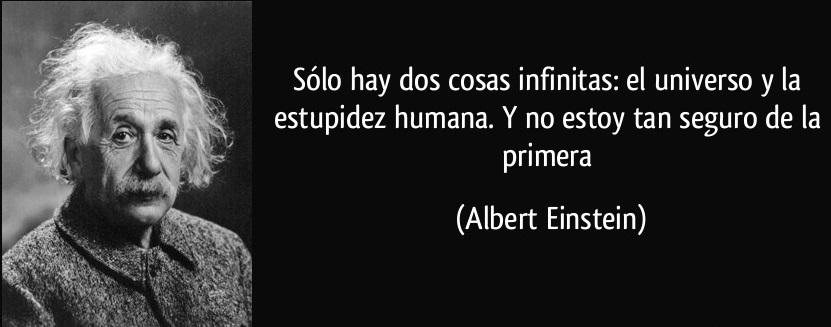 Sólo hay dos cosas infinitas: el universo y la
estupidez humana. Y no estoy tan seguro de la
primera
(Albert Einstein)